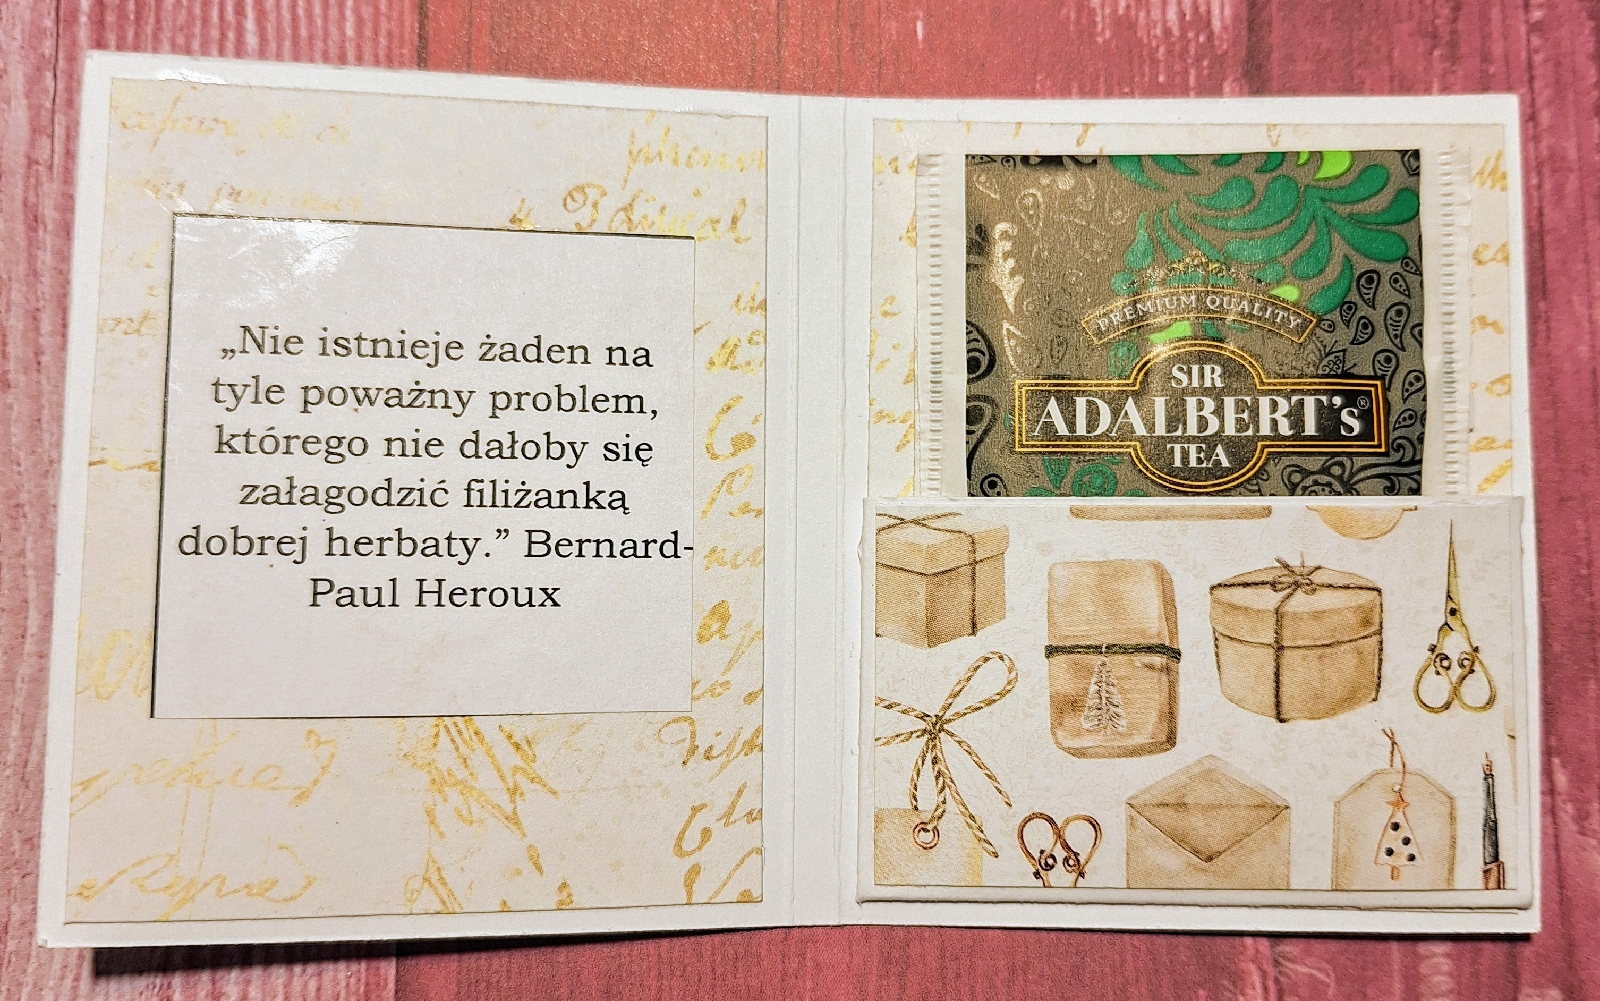 „Nie istnieje żaden na
tyle poważny problem,
którego nie dałoby się
załagodzić filiżanką
dobrej herbaty.” Bernard-
Paul Heroux
PREMIUM QUALITY
SIR
ADALBERT's®
TEA